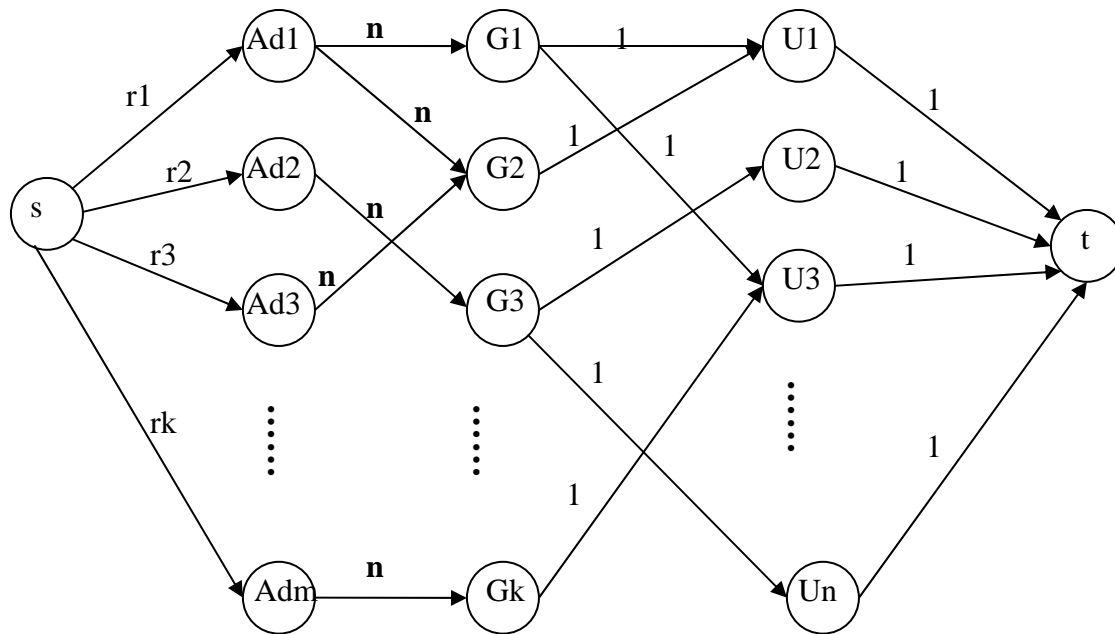 Ad1 n G1 1 U1
r1 n 1 1 1
Ad2 G2 U2
r2 n 1
s t
r3 n 1 1
Ad3 G3 U3
1
rk 1 1
Adm n Gk Un